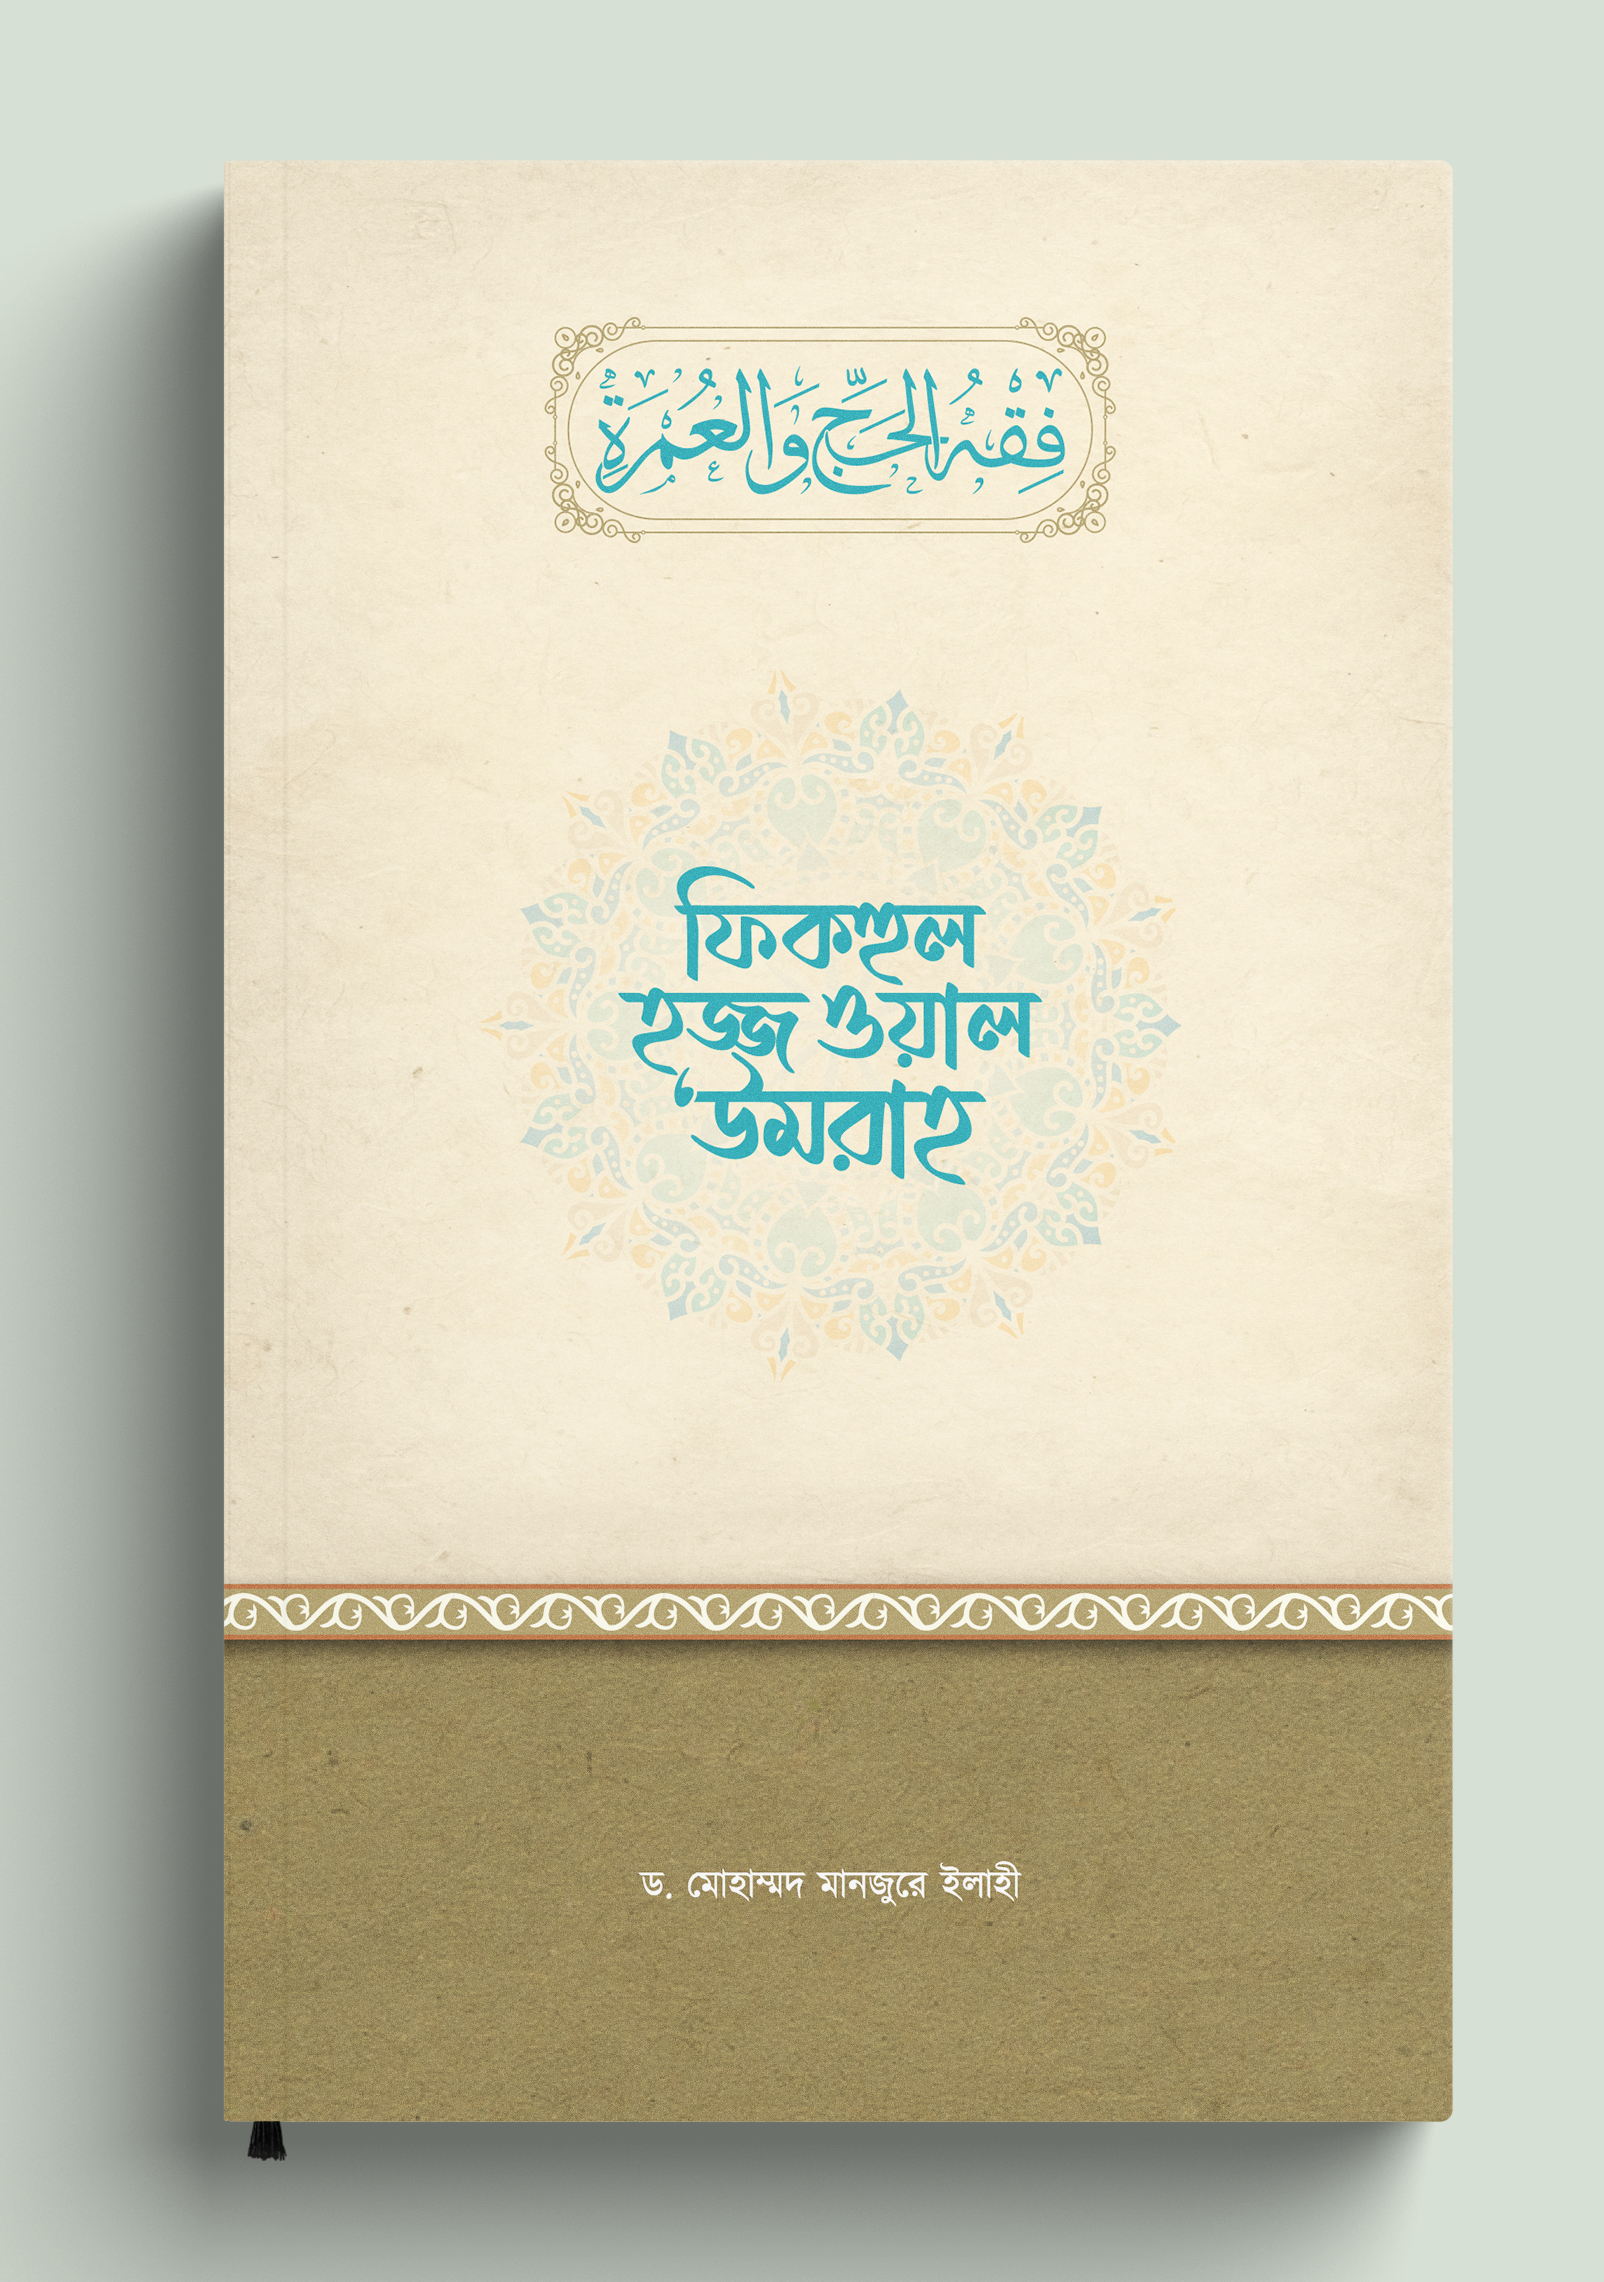 فِقْهُ الحَجِّ وَالعُمْرَةِ
ফিকহুল
হজ্জ ওয়াল
‘উমরাহ
ড. মোহাম্মদ মানজুরে ইলাহী